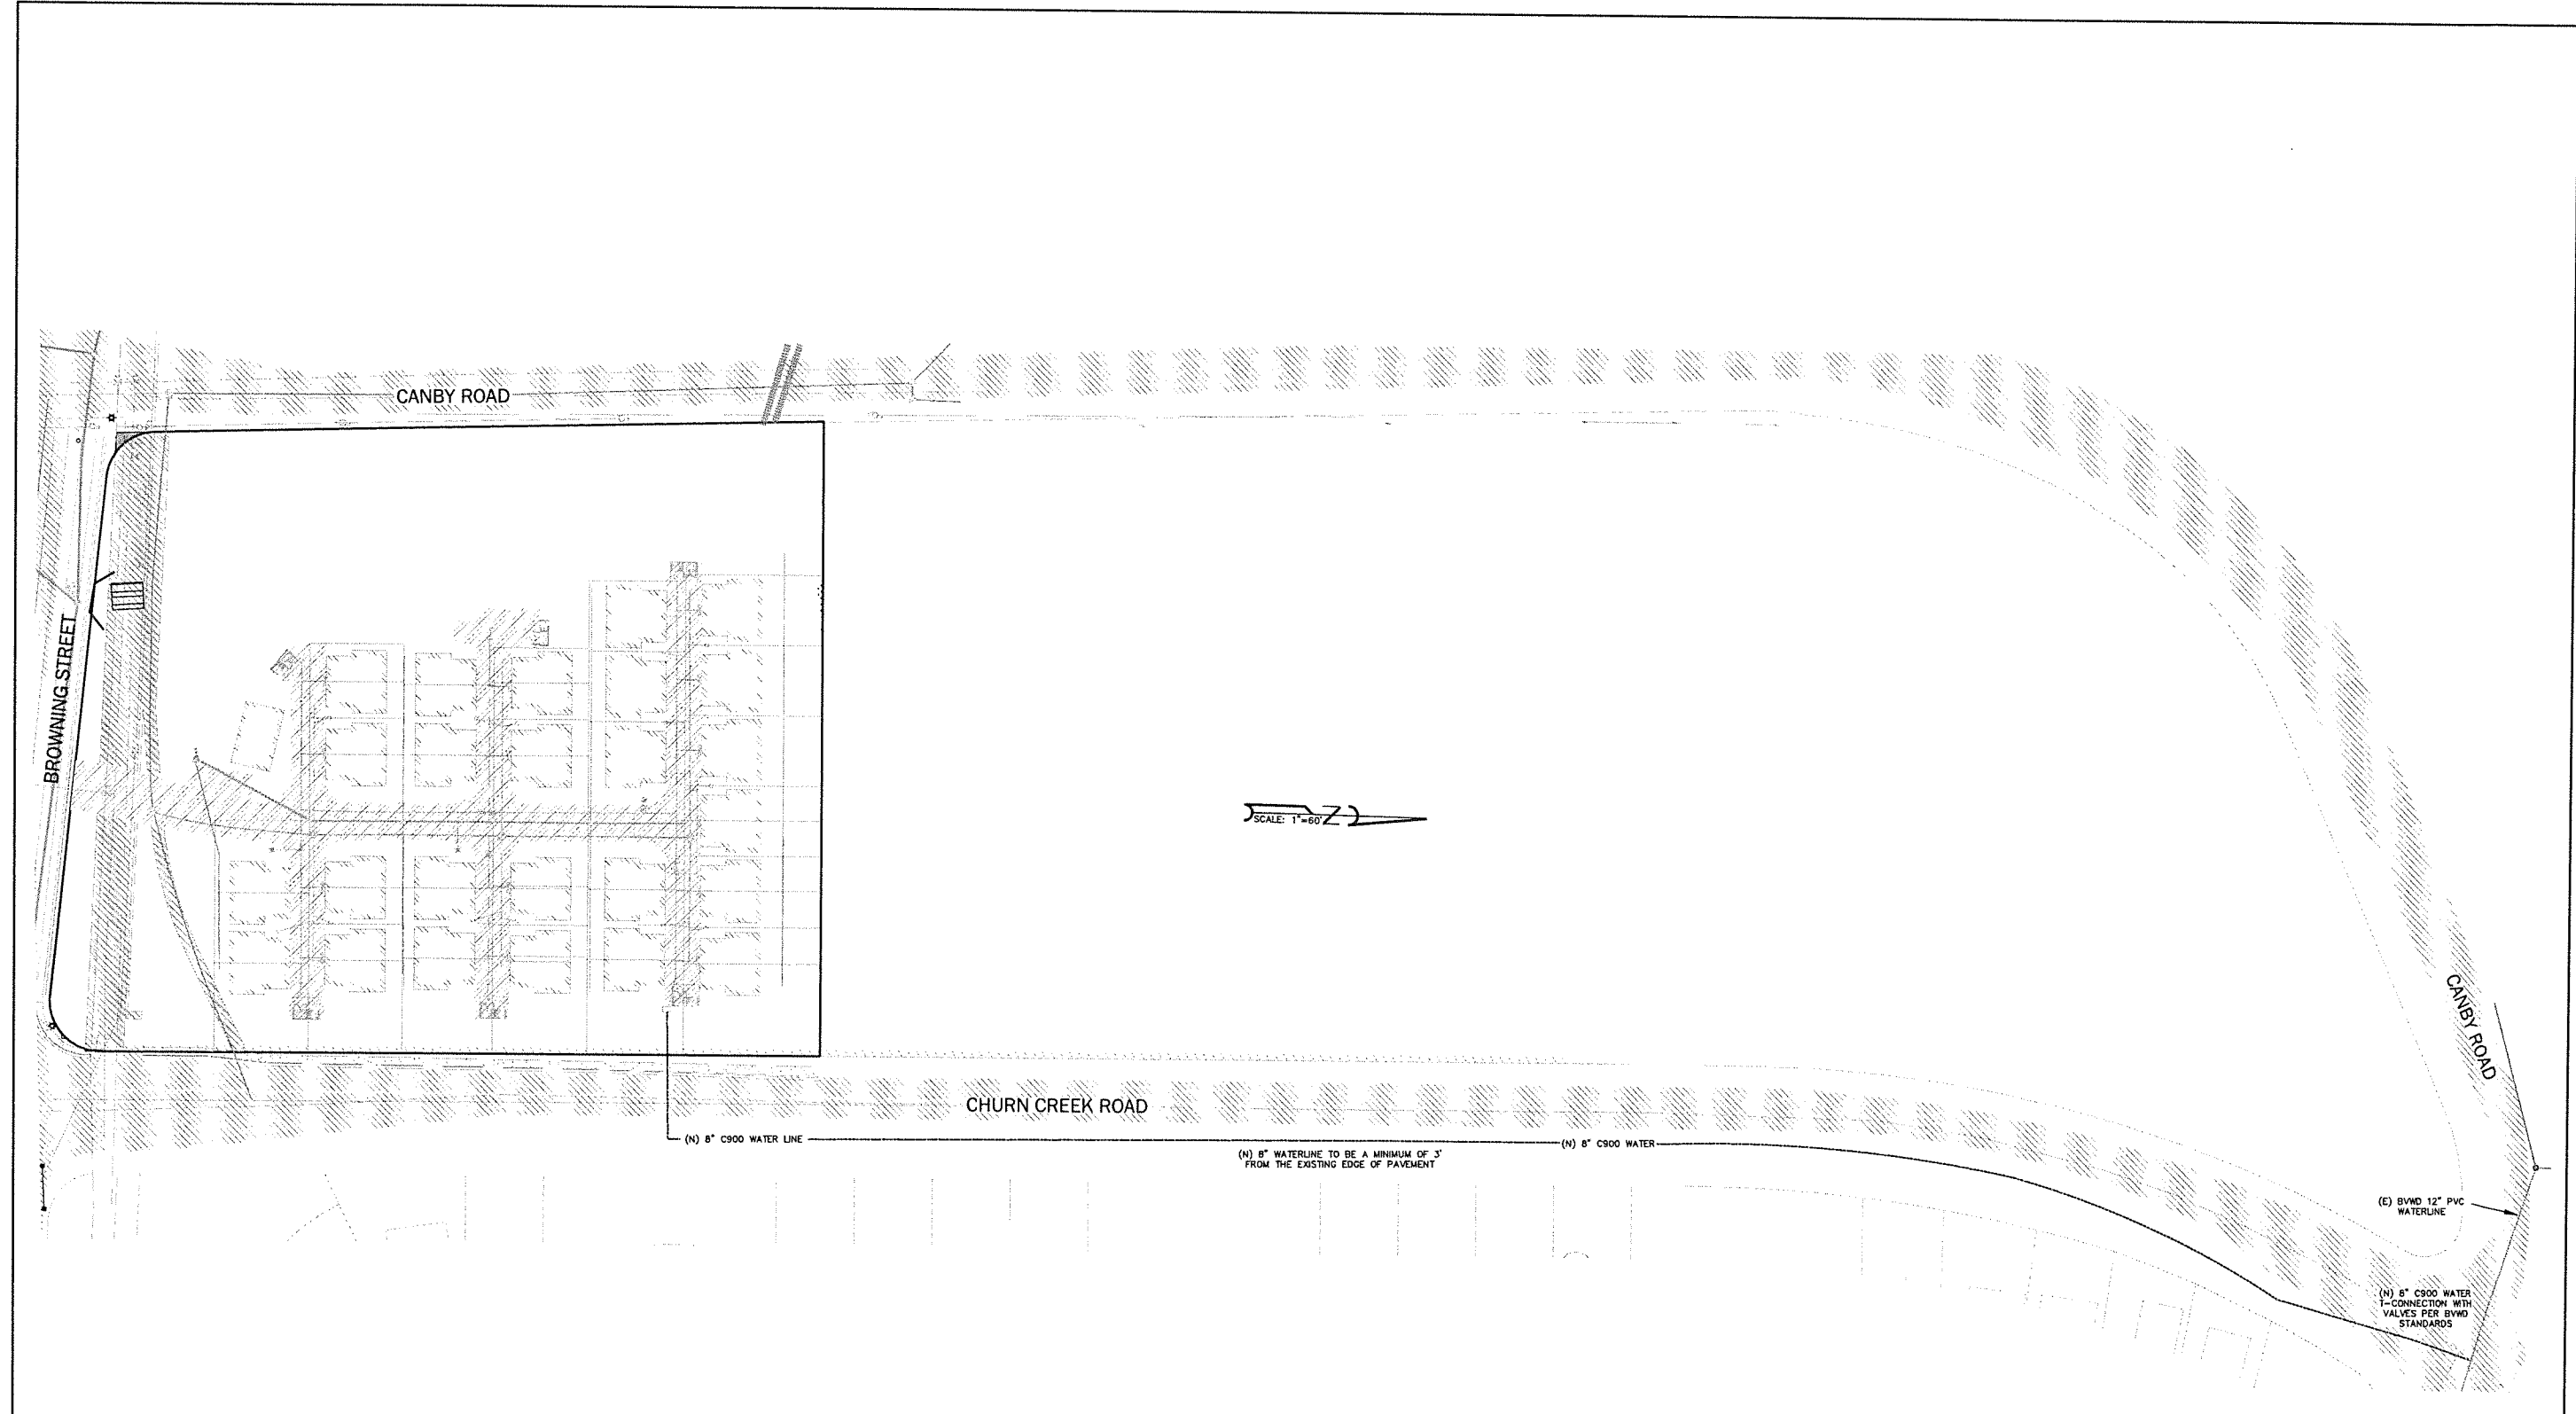 CANBY ROAD
BROWNING STREET
SCALE: 1"=60'
Z
CANBY ROAD
CHURN CREEK ROAD
(N) 8" C900 WATER LINE
(N) 8" C900 WATER
(N) 8" WATERLINE TO BE A MINIMUM OF 3'
FROM THE EXISTING EDGE OF PAVEMENT
(E) BVWD 12" PVC
WATERLINE
(N) 8" C900 WATER
T-CONNECTION WITH
VALVES PER BVWD
STANDARDS